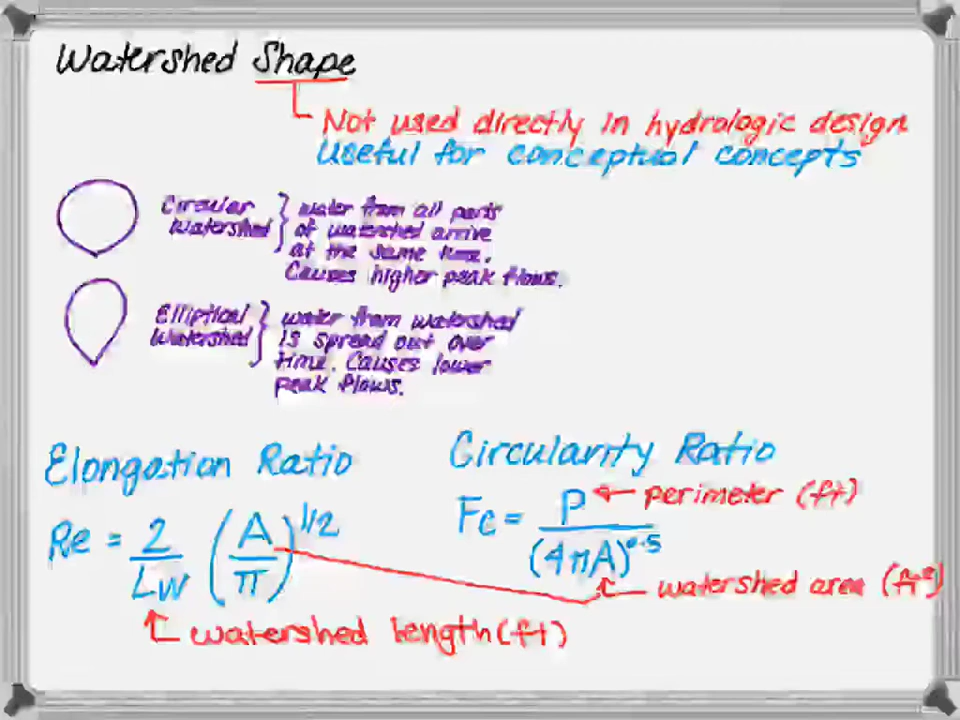 Watershed Shape
Not used directly in hydrologic design
Useful for conceptual concepts
Circular
Watershed
water from all parts
of watershed arrive
at the same time.
Causes higher peak flows.
Elliptical
Watershed
water from watershed
is spread out over
time. Causes lower
peak flows.
Elongation Ratio
Re = 2/Lw (A/π)^1/2
watershed length (ft)
Circularity Ratio
Fc = P/(4πA)^0.5
perimeter (ft)
watershed area (ft²)